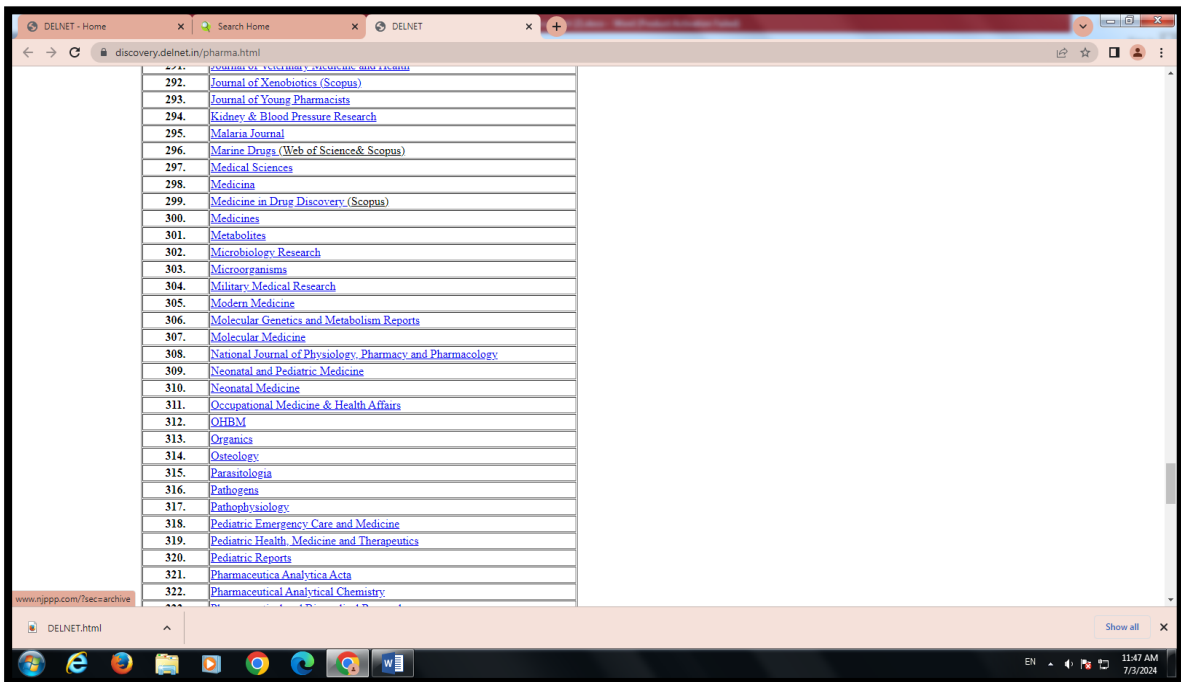 DELNET - Home
Search Home
DELNET
discovery.delnet.in/pharma.html
291. Journal of Veterinary Medicine and Health
292. Journal of Xenobiotics (Scopus)
293. Journal of Young Pharmacists
294. Kidney & Blood Pressure Research
295. Malaria Journal
296. Marine Drugs (Web of Science& Scopus)
297. Medical Sciences
298. Medicina
299. Medicine in Drug Discovery (Scopus)
300. Medicines
301. Metabolites
302. Microbiology Research
303. Microorganisms
304. Military Medical Research
305. Modern Medicine
306. Molecular Genetics and Metabolism Reports
307. Molecular Medicine
308. National Journal of Physiology, Pharmacy and Pharmacology
309. Neonatal and Pediatric Medicine
310. Neonatal Medicine
311. Occupational Medicine & Health Affairs
312. OHBM
313. Organics
314. Osteology
315. Parasitologia
316. Pathogens
317. Pathophysiology
318. Pediatric Emergency Care and Medicine
319. Pediatric Health, Medicine and Therapeutics
320. Pediatric Reports
321. Pharmaceutica Analytica Acta
322. Pharmaceutical Analytical Chemistry
www.njppp.com/?sec=archive
DELNET.html
Show all
EN
11:47 AM
7/3/2024